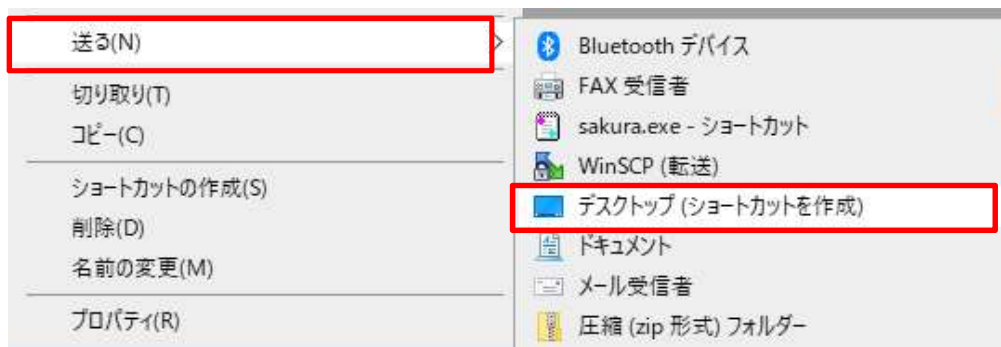 送る(N)
切り取り(T)
コピー(C)
ショートカットの作成(S)
削除(D)
名前の変更(M)
プロパティ(R)
Bluetooth デバイス
FAX 受信者
sakura.exe - ショートカット
WinSCP (転送)
デスクトップ (ショートカットを作成)
ドキュメント
メール受信者
圧縮 (zip 形式) フォルダー